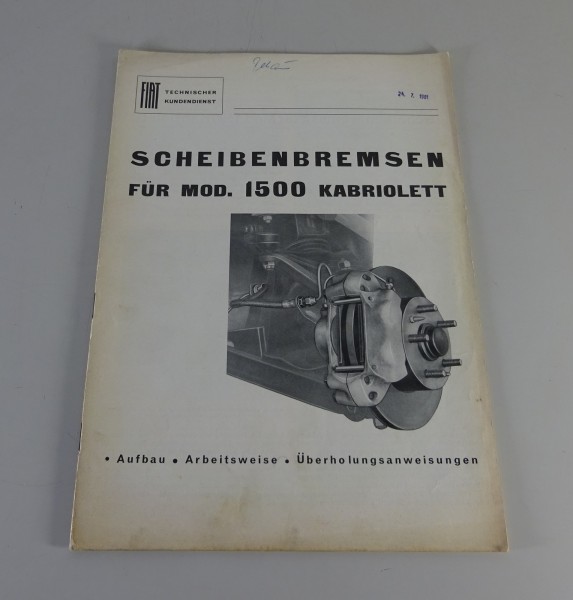 FIAT TECHNISCHER
KUNDENDIENST
SCHEIBENBREMSEN
FÜR MOD. 1500 KABRIOLETT
• Aufbau • Arbeitsweise • Überholungsanweisungen